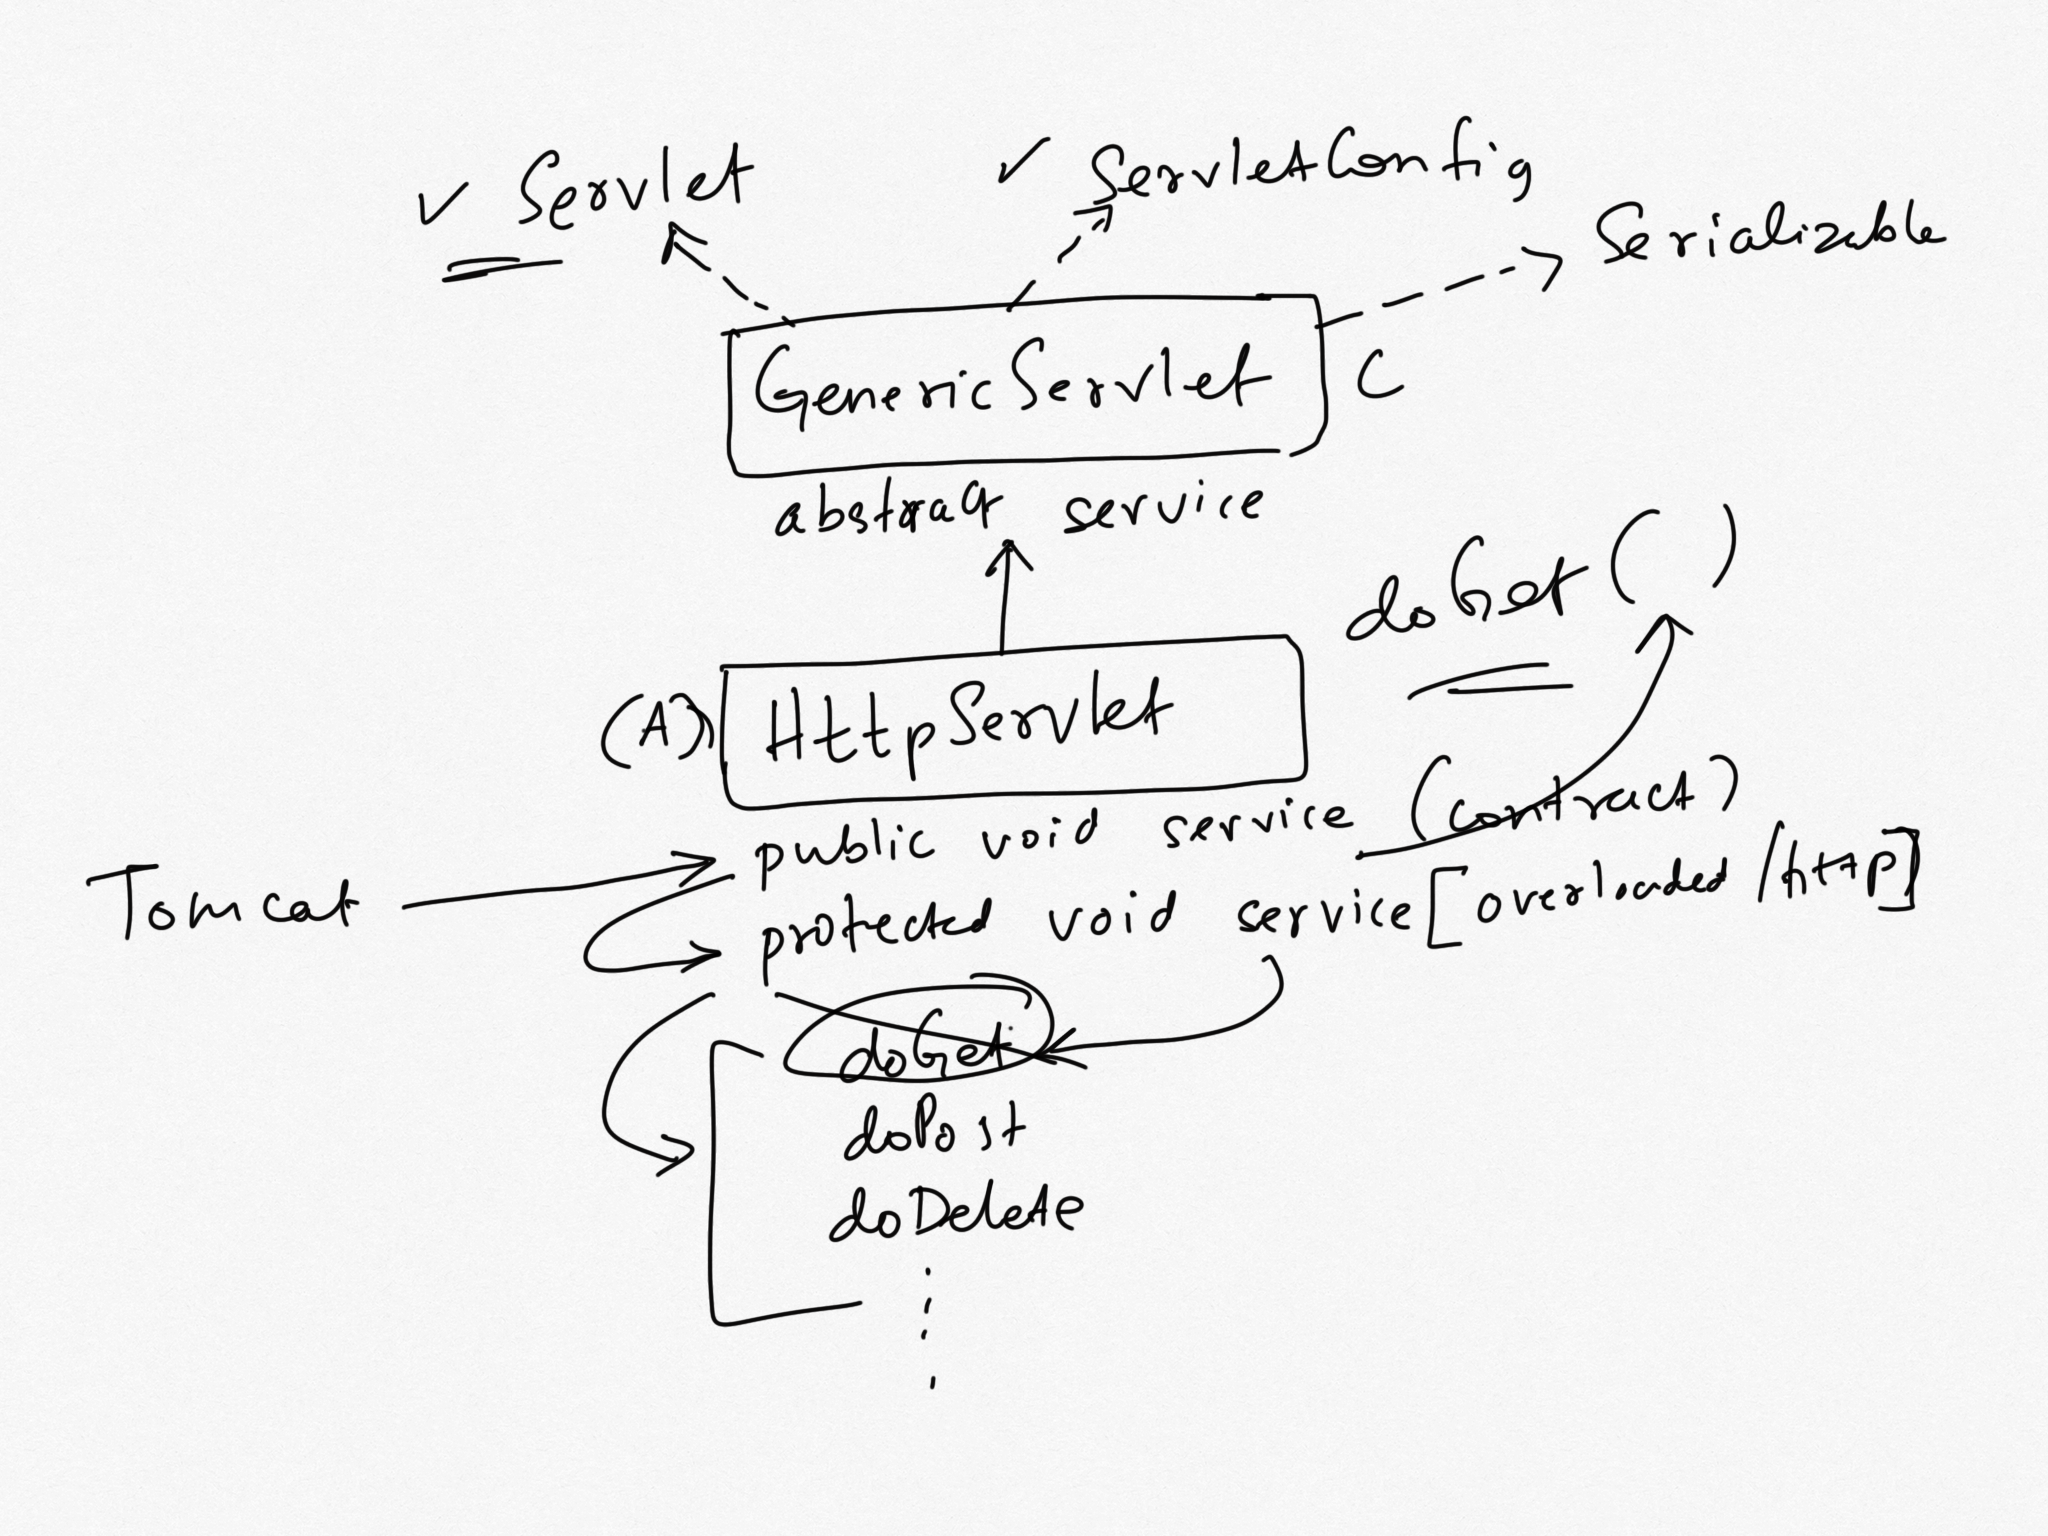 ✓ Servlet
✓ ServletConfig
Serializable
GenericServlet
C
abstract service
doGet( )
(A)
HttpServlet
public void service (contract)
Tomcat
protected void service [overloaded/http]
doGet
doPost
doDelete